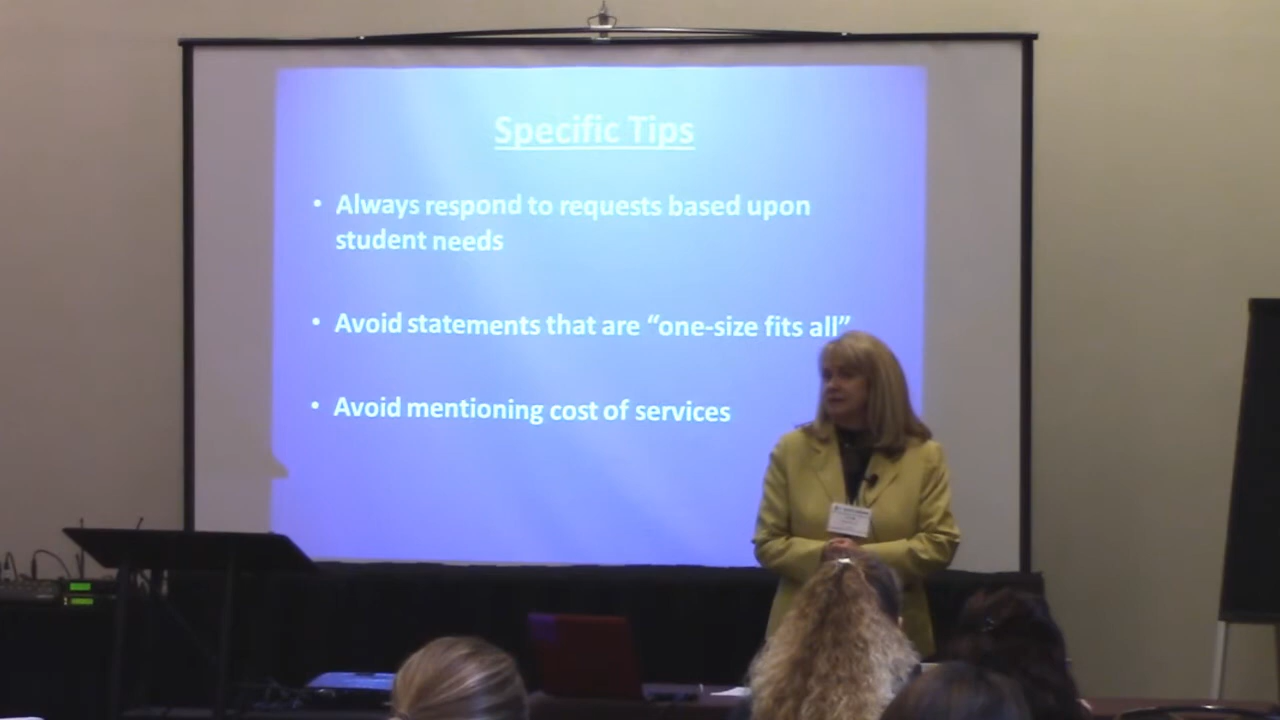 Specific Tips
• Always respond to requests based upon
student needs
• Avoid statements that are “one-size fits all”
• Avoid mentioning cost of services